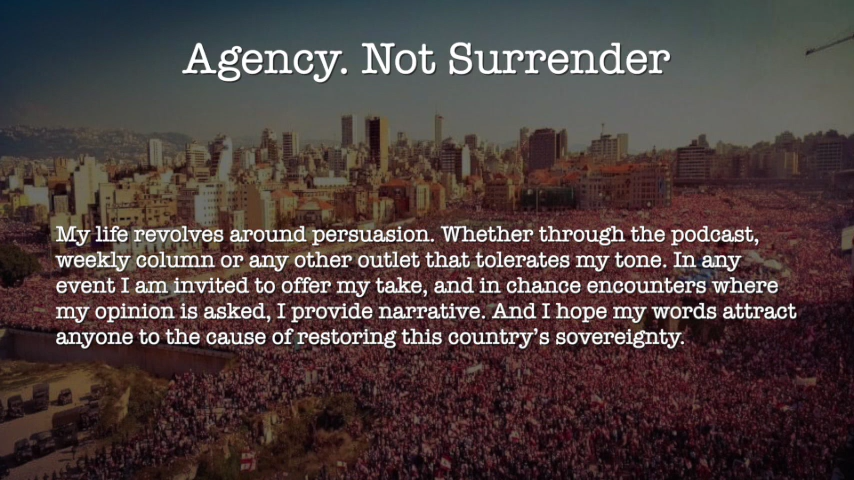 Agency. Not Surrender
My life revolves around persuasion. Whether through the podcast,
weekly column or any other outlet that tolerates my tone. In any
event I am invited to offer my take, and in chance encounters where
my opinion is asked, I provide narrative. And I hope my words attract
anyone to the cause of restoring this country’s sovereignty.